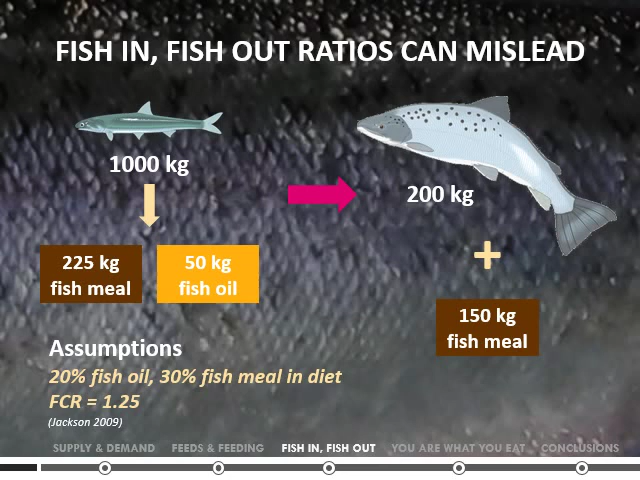 FISH IN, FISH OUT RATIOS CAN MISLEAD
1000 kg
200 kg
225 kg
fish meal
50 kg
fish oil
+
150 kg
fish meal
Assumptions
20% fish oil, 30% fish meal in diet
FCR = 1.25
(Jackson 2009)
SUPPLY & DEMAND FEEDS & FEEDING FISH IN, FISH OUT YOU ARE WHAT YOU EAT CONCLUSIONS